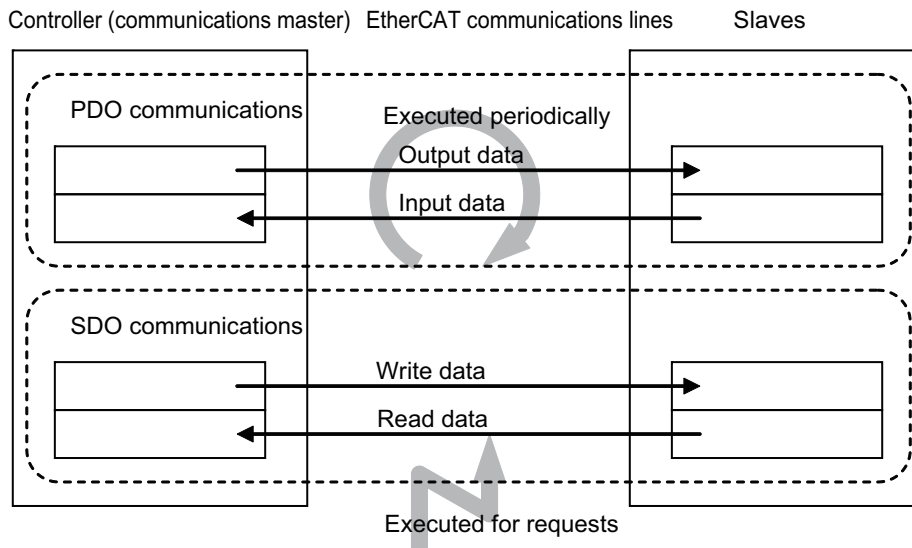 Controller (communications master) EtherCAT communications lines Slaves
PDO communications
Executed periodically
Output data
Input data
SDO communications
Write data
Read data
Executed for requests